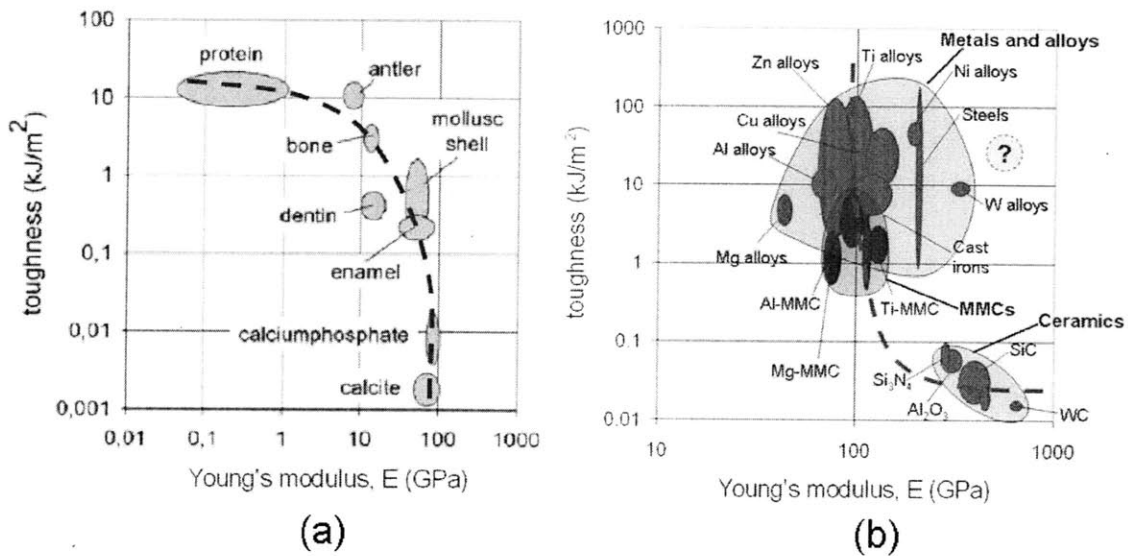 100
10
1
0,1
0,01
0,001
toughness (kJ/m²)
protein
antler
bone
mollusc
shell
dentin
enamel
calciumphosphate
calcite
0,01 0,1 1 10 100 1000
Young's modulus, E (GPa)
(a)
1000
100
10
1
0.1
0.01
toughness (kJ/m²)
Metals and alloys
Zn alloys
Ti alloys
Ni alloys
Cu alloys
Steels
Al alloys
?
W alloys
Mg alloys
Cast
irons
Al-MMC
Ti-MMC
MMCs
Ceramics
Mg-MMC
Si₃N₄
SiC
Al₂O₃
WC
10 100 1000
Young's modulus, E (GPa)
(b)